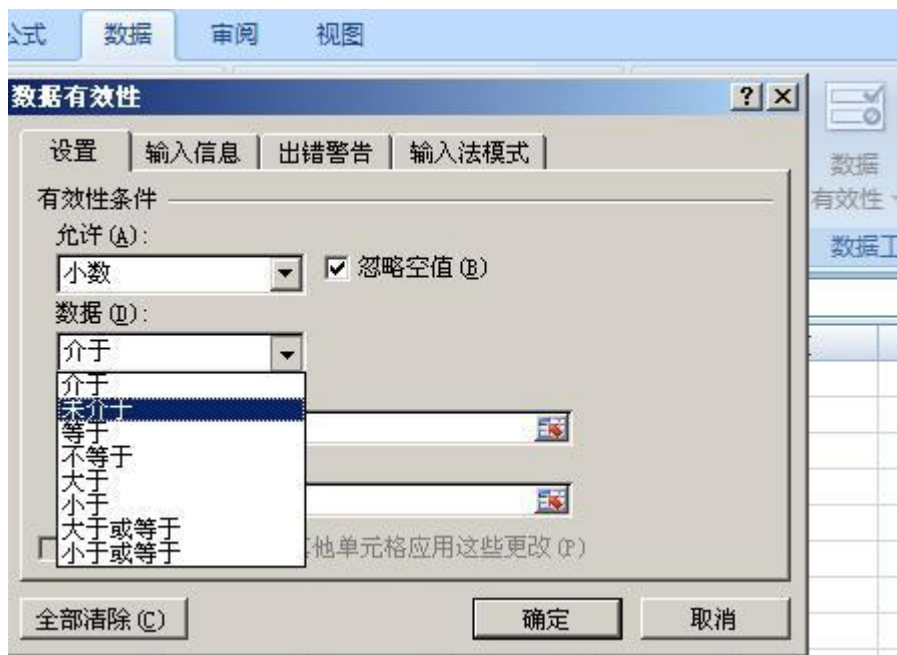 公式 数据 审阅 视图
数据有效性
设置 输入信息 出错警告 输入法模式
数据
有效性
有效性条件
允许(A):
小数 忽略空值(B)
数据(D):
介于
介于
未介于
等于
不等于
大于
小于
大于或等于
小于或等于
其他单元格应用这些更改(P)
全部清除(C) 确定 取消
数据工